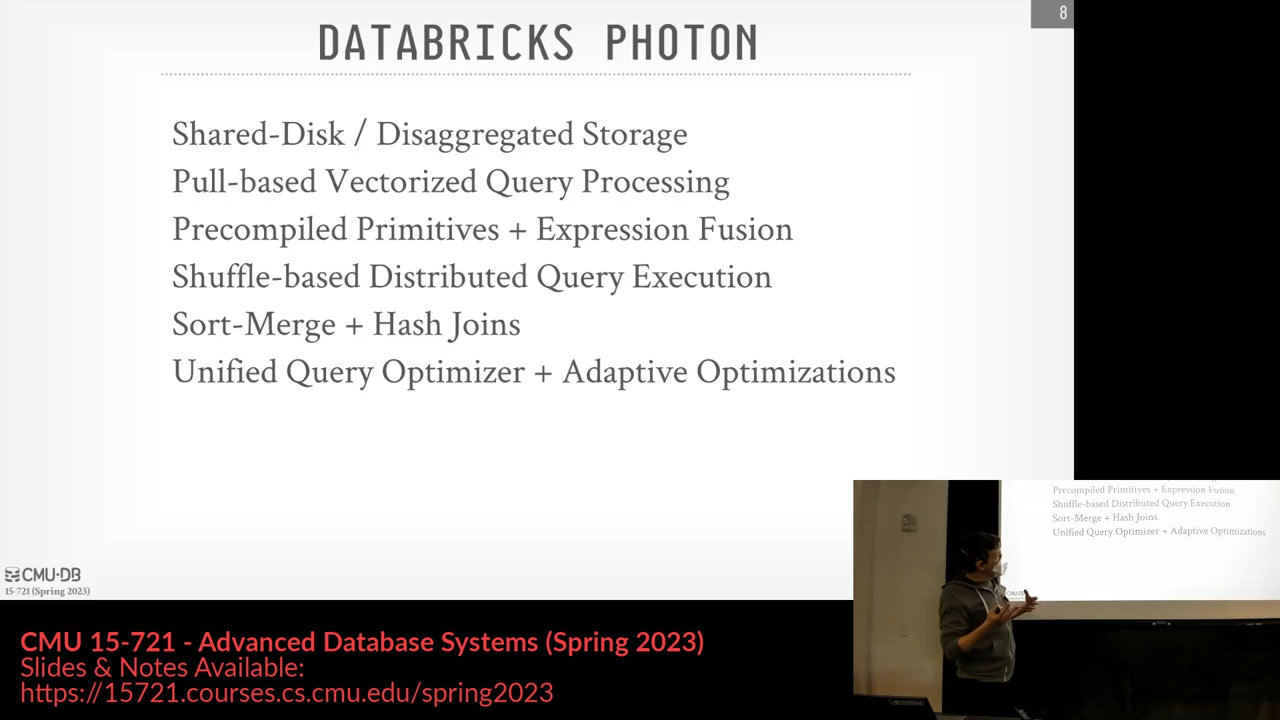 8
DATABRICKS PHOTON
Shared-Disk / Disaggregated Storage
Pull-based Vectorized Query Processing
Precompiled Primitives + Expression Fusion
Shuffle-based Distributed Query Execution
Sort-Merge + Hash Joins
Unified Query Optimizer + Adaptive Optimizations
CMU·DB
15-721 (Spring 2023)
Precompiled Primitives + Expression Fusion
Shuffle-based Distributed Query Execution
Sort-Merge + Hash Joins
Unified Query Optimizer + Adaptive Optimizations
CMU·DB
CMU 15-721 - Advanced Database Systems (Spring 2023)
Slides & Notes Available:
https://15721.courses.cs.cmu.edu/spring2023